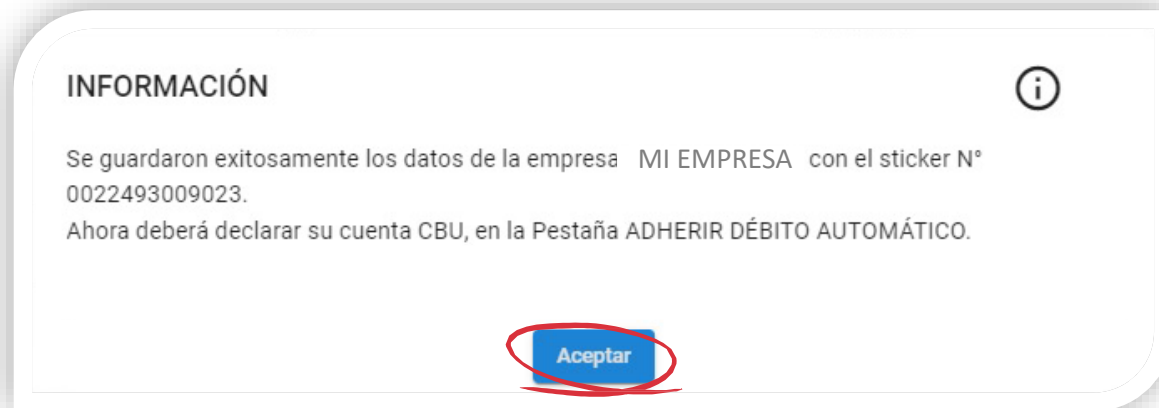 INFORMACIÓN
Se guardaron exitosamente los datos de la empresa MI EMPRESA con el sticker N°
0022493009023.
Ahora deberá declarar su cuenta CBU, en la Pestaña ADHERIR DÉBITO AUTOMÁTICO.
Aceptar